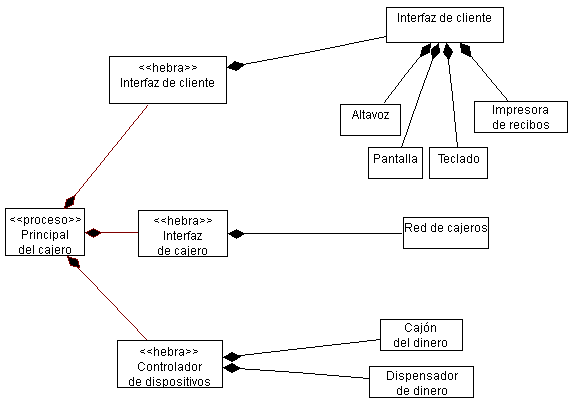 Interfaz de cliente
<<hebra>>
Interfaz de cliente
Altavoz
Impresora
de recibos
Pantalla
Teclado
<<proceso>>
Principal
del cajero
<<hebra>>
Interfaz
de cajero
Red de cajeros
<<hebra>>
Controlador
de dispositivos
Cajón
del dinero
Dispensador
de dinero